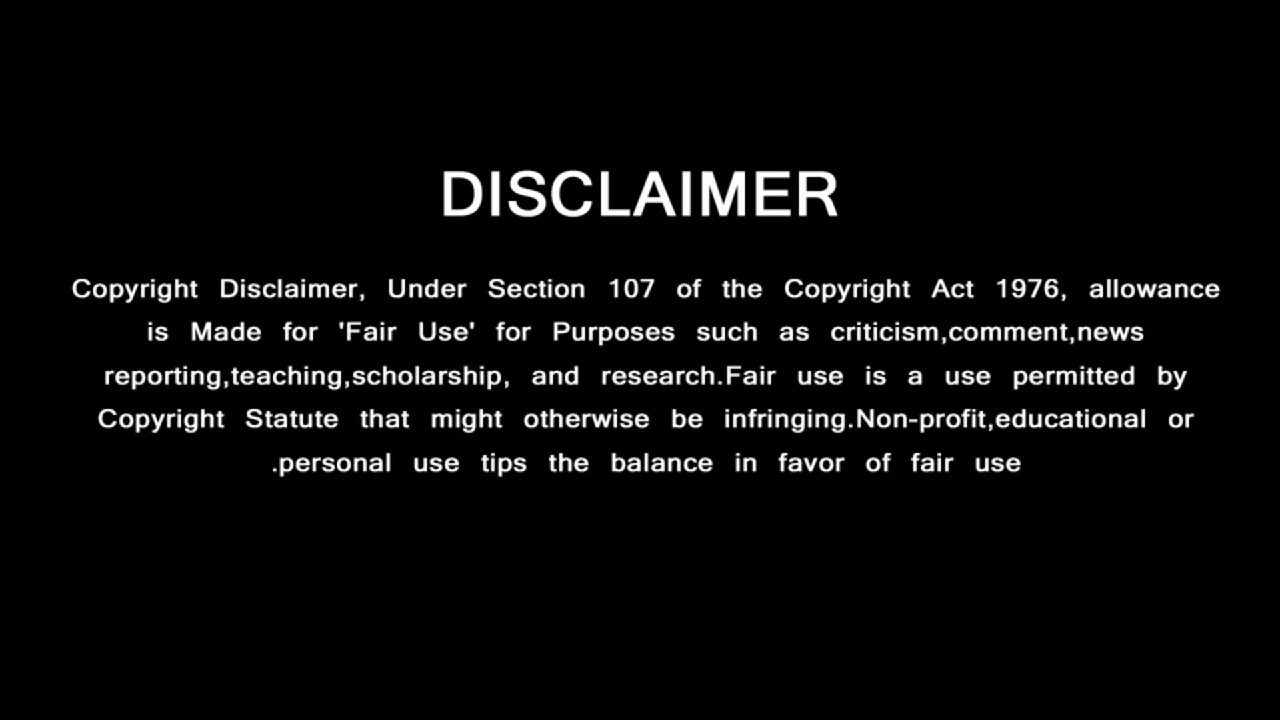 DISCLAIMER
Copyright Disclaimer, Under Section 107 of the Copyright Act 1976, allowance
is Made for 'Fair Use' for Purposes such as criticism,comment,news
reporting,teaching,scholarship, and research.Fair use is a use permitted by
Copyright Statute that might otherwise be infringing.Non-profit,educational or
.personal use tips the balance in favor of fair use